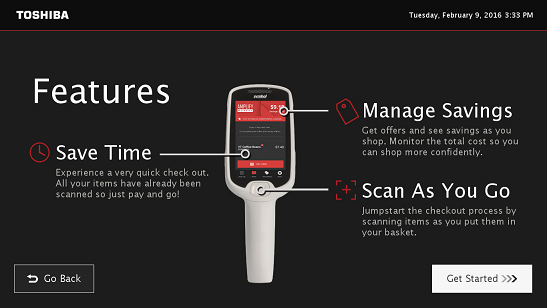 TOSHIBA
Tuesday, February 9, 2016 3:33 PM
Features
Manage Savings
Get offers and see savings as you
shop. Monitor the total cost so you
can shop more confidently.
Save Time
Experience a very quick check out.
All your items have already been
scanned so just pay and go!
Scan As You Go
Jumpstart the checkout process by
scanning items as you put them in
your basket.
AMPLIFY
Go Back
Get Started